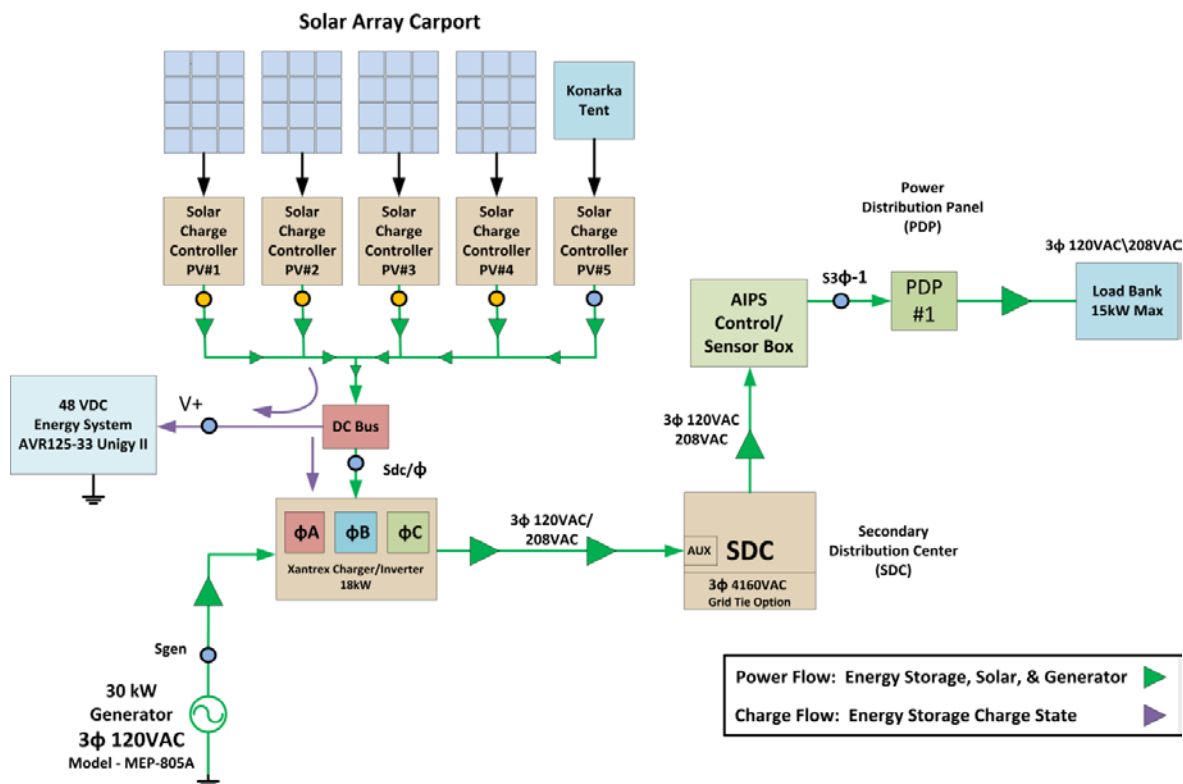 Solar Array Carport
Konarka
Tent
Solar
Charge
Controller
PV#1
Solar
Charge
Controller
PV#2
Solar
Charge
Controller
PV#3
Solar
Charge
Controller
PV#4
Solar
Charge
Controller
PV#5
Power
Distribution Panel
(PDP)
3ϕ 120VAC\208VAC
AIPS
Control/
Sensor Box
S3ϕ-1
PDP
#1
Load Bank
15kW Max
48 VDC
Energy System
AVR125-33 Unigy II
V+
DC Bus
Sdc/ϕ
3ϕ 120VAC
208VAC
ϕA
ϕB
ϕC
Xantrex Charger/Inverter
18kW
3ϕ 120VAC/
208VAC
AUX
SDC
3ϕ 4160VAC
Grid Tie Option
Secondary
Distribution Center
(SDC)
Sgen
30 kW
Generator
3ϕ 120VAC
Model - MEP-805A
Power Flow: Energy Storage, Solar, & Generator
Charge Flow: Energy Storage Charge State